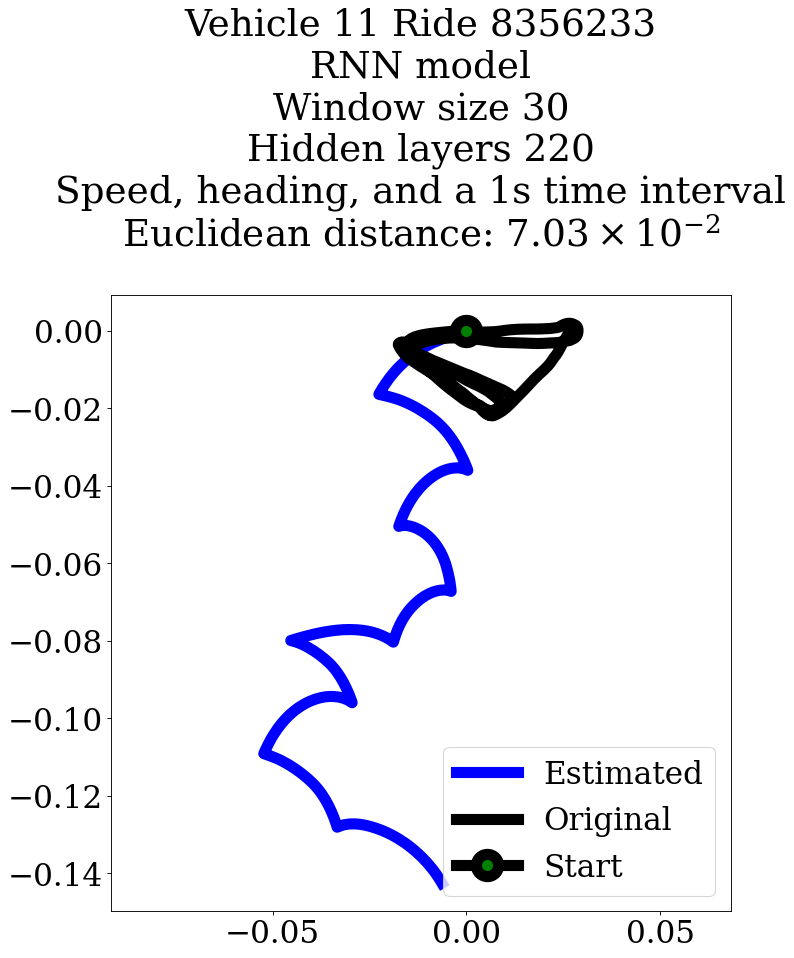 Vehicle 11 Ride 8356233
RNN model
Window size 30
Hidden layers 220
Speed, heading, and a 1s time interval
Euclidean distance: 7.03 × 10⁻²
0.00
−0.02
−0.04
−0.06
−0.08
−0.10
−0.12
−0.14
Estimated
Original
Start
−0.05 0.00 0.05